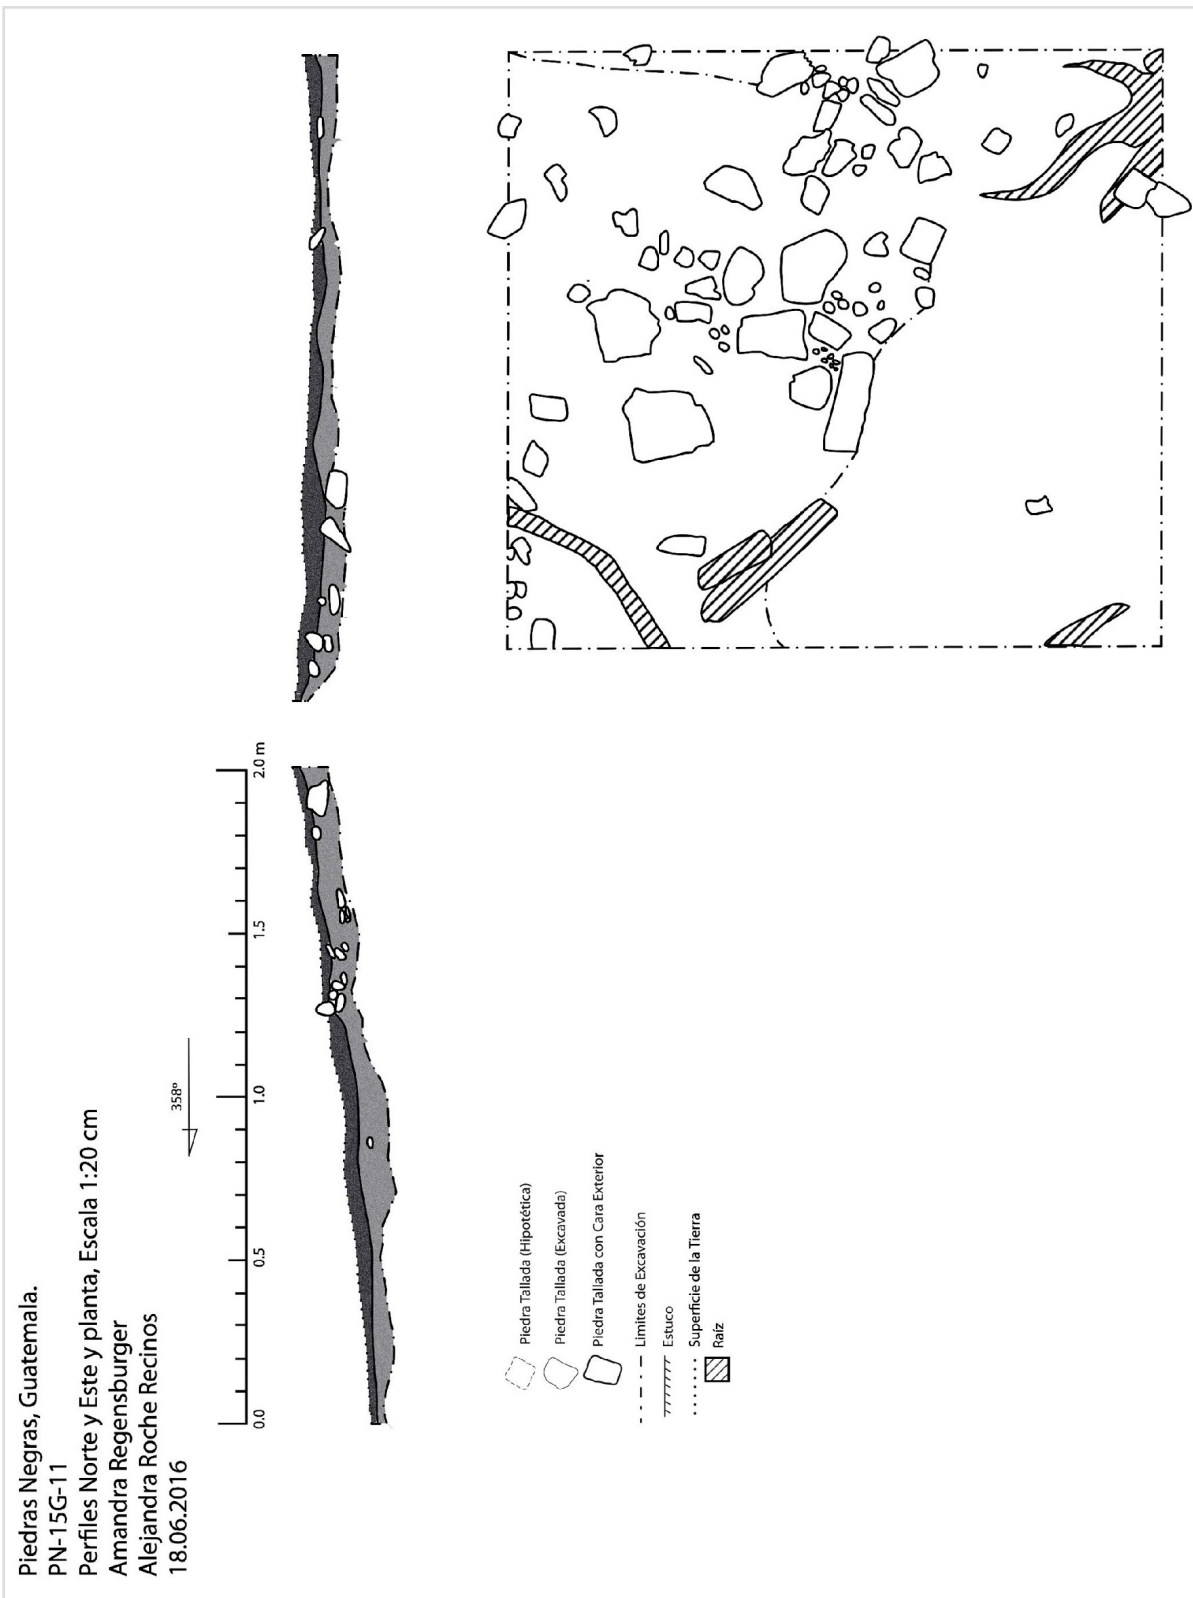 Piedras Negras, Guatemala.
PN-15G-11
Perfiles Norte y Este y planta, Escala 1:20 cm
Amandra Regensburger
Alejandra Roche Recinos
18.06.2016
358º
0.0
0.5
1.0
1.5
2.0 m
Piedra Tallada (Hipotética)
Piedra Tallada (Excavada)
Piedra Tallada con Cara Exterior
Limites de Excavación
Estuco
Superficie de la Tierra
Raíz